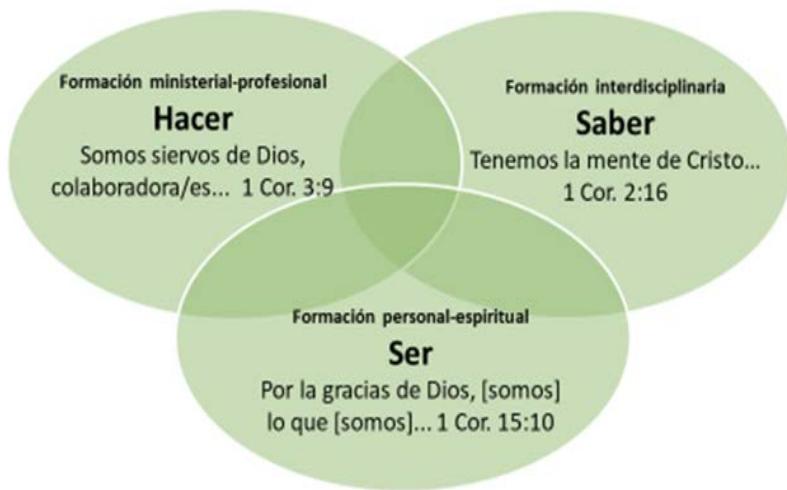 Formación ministerial-profesional
Hacer
Somos siervos de Dios,
colaboradora/es... 1 Cor. 3:9
Formación interdisciplinaria
Saber
Tenemos la mente de Cristo...
1 Cor. 2:16
Formación personal-espiritual
Ser
Por la gracias de Dios, [somos]
lo que [somos]... 1 Cor. 15:10